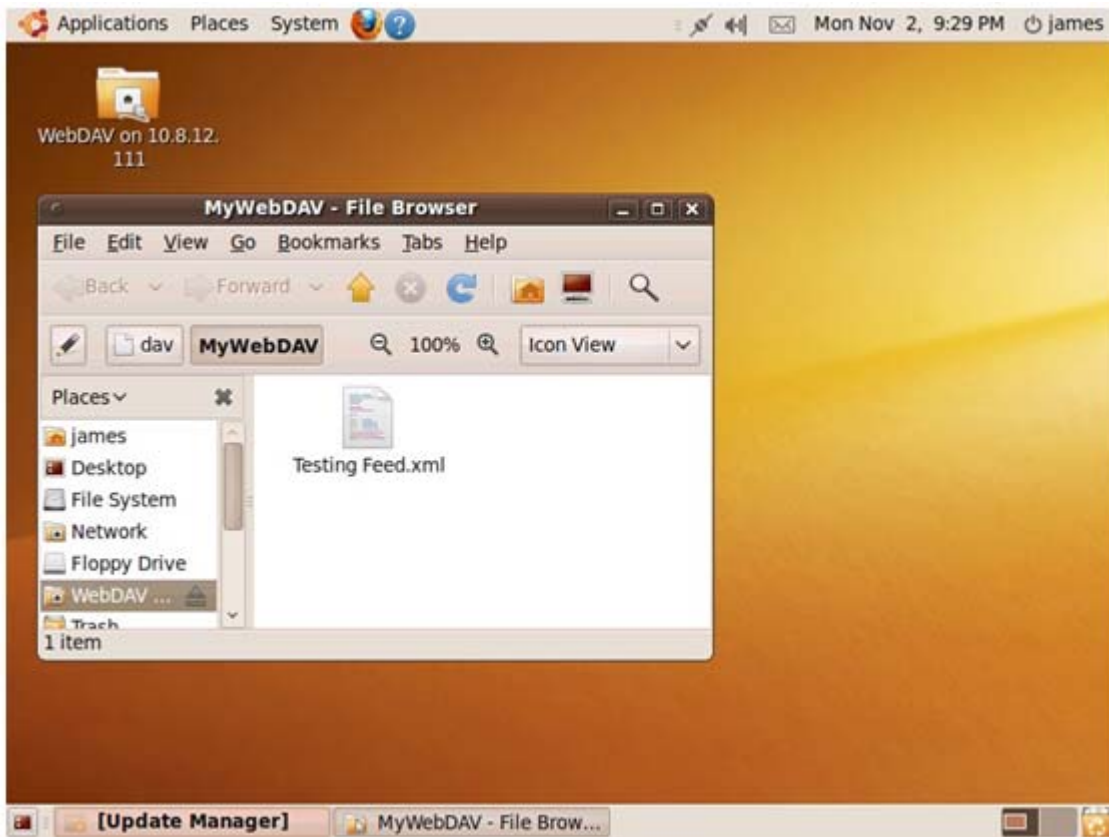 Applications Places System Mon Nov 2, 9:29 PM james
WebDAV on 10.8.12.
111
MyWebDAV - File Browser
File Edit View Go Bookmarks Tabs Help
Back Forward
dav MyWebDAV 100% Icon View
Places
james
Desktop
File System
Network
Floppy Drive
WebDAV ...
Trash
Testing Feed.xml
1 item
[Update Manager] MyWebDAV - File Brow...